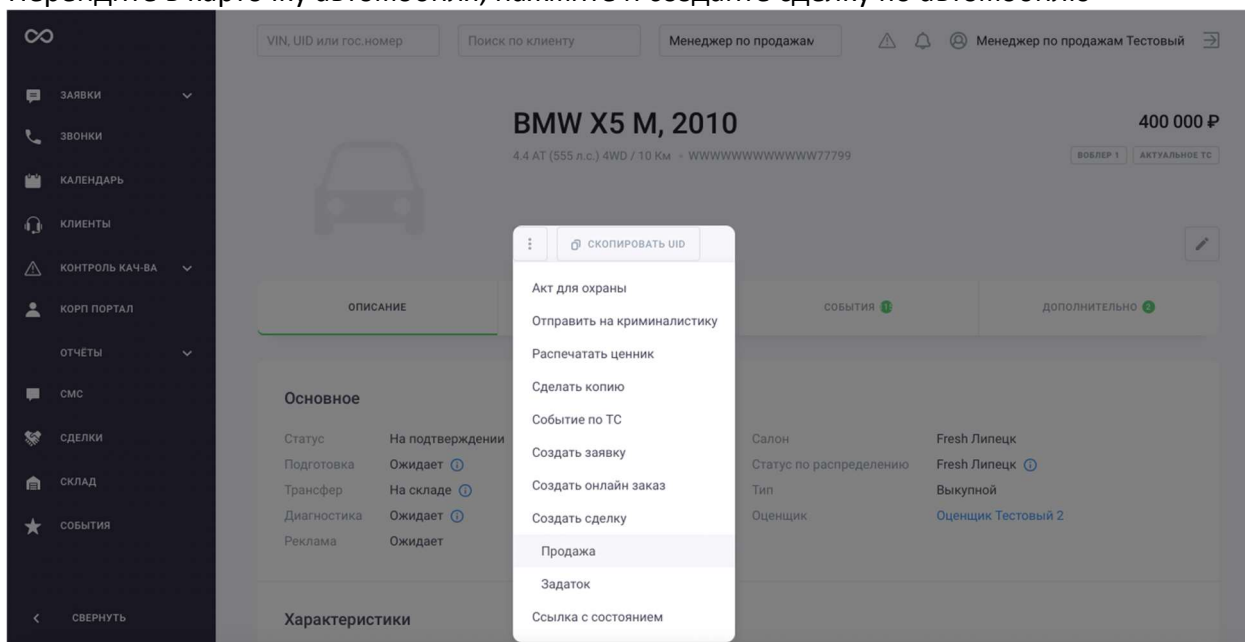 Перейдите в карточку автомобиля, нажмите и создайте сделку по автомобилю
VIN, UID или гос.номер
Поиск по клиенту
Менеджер по продажам
Менеджер по продажам Тестовый
ЗАЯВКИ
ЗВОНКИ
КАЛЕНДАРЬ
КЛИЕНТЫ
КОНТРОЛЬ КАЧ-ВА
КОРП ПОРТАЛ
ОТЧЁТЫ
СМС
СДЕЛКИ
СКЛАД
СОБЫТИЯ
СВЕРНУТЬ
BMW X5 M, 2010
400 000 ₽
4.4 AT (555 л.с.) 4WD / 10 Км • WWWWWWWWWWWW77799
ВОБЛЕР 1
АКТУАЛЬНОЕ ТС
СКОПИРОВАТЬ UID
Акт для охраны
Отправить на криминалистику
Распечатать ценник
Сделать копию
Событие по ТС
Создать заявку
Создать онлайн заказ
Создать сделку
Продажа
Задаток
Ссылка с состоянием
ОПИСАНИЕ
СОБЫТИЯ
ДОПОЛНИТЕЛЬНО
Основное
Статус На подтверждении
Подготовка Ожидает
Трансфер На складе
Диагностика Ожидает
Реклама Ожидает
Салон Fresh Липецк
Статус по распределению Fresh Липецк
Тип Выкупной
Оценщик Оценщик Тестовый 2
Характеристики